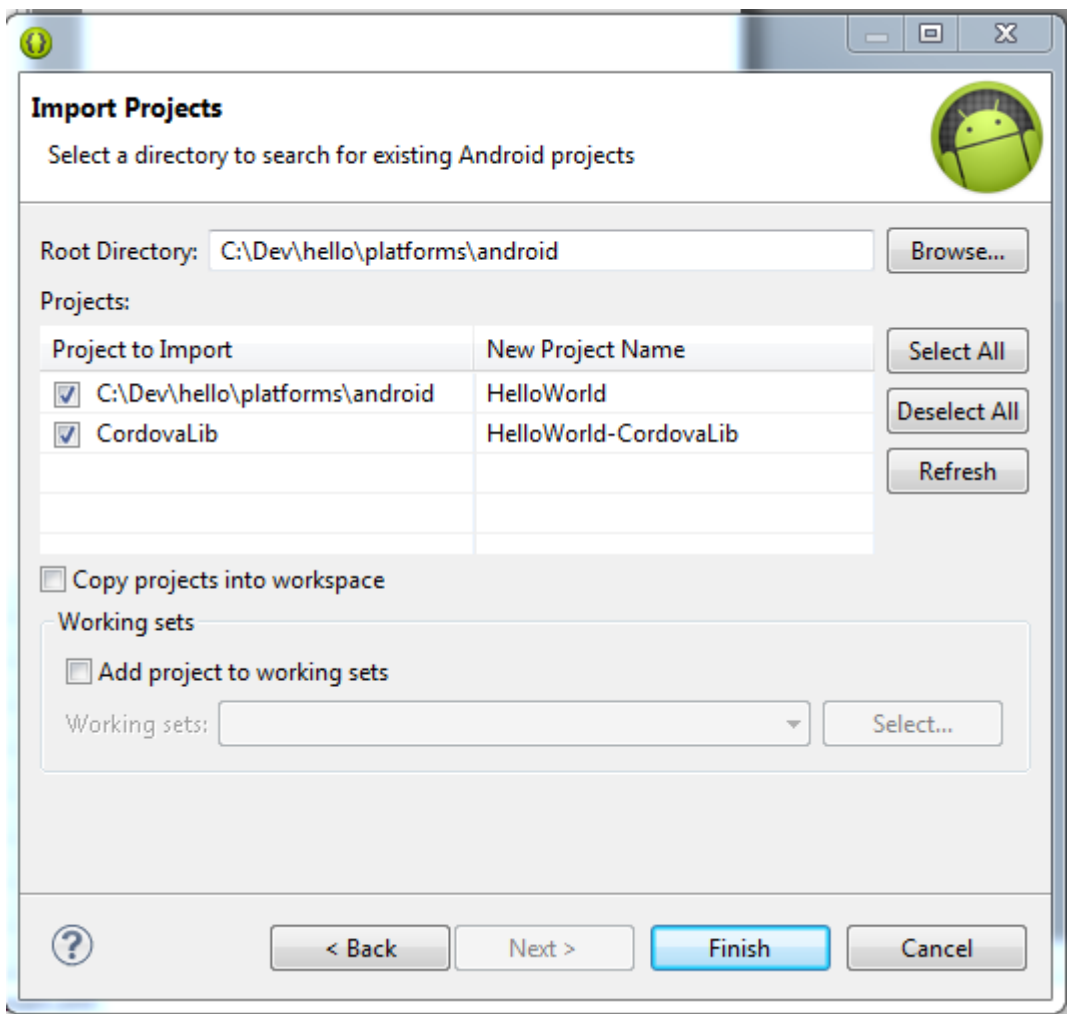 Import Projects
Select a directory to search for existing Android projects
Root Directory: C:\Dev\hello\platforms\android Browse...
Projects:
Project to Import New Project Name Select All
C:\Dev\hello\platforms\android HelloWorld Deselect All
CordovaLib HelloWorld-CordovaLib
Refresh
Copy projects into workspace
Working sets
Add project to working sets
Working sets: Select...
? < Back Next > Finish Cancel